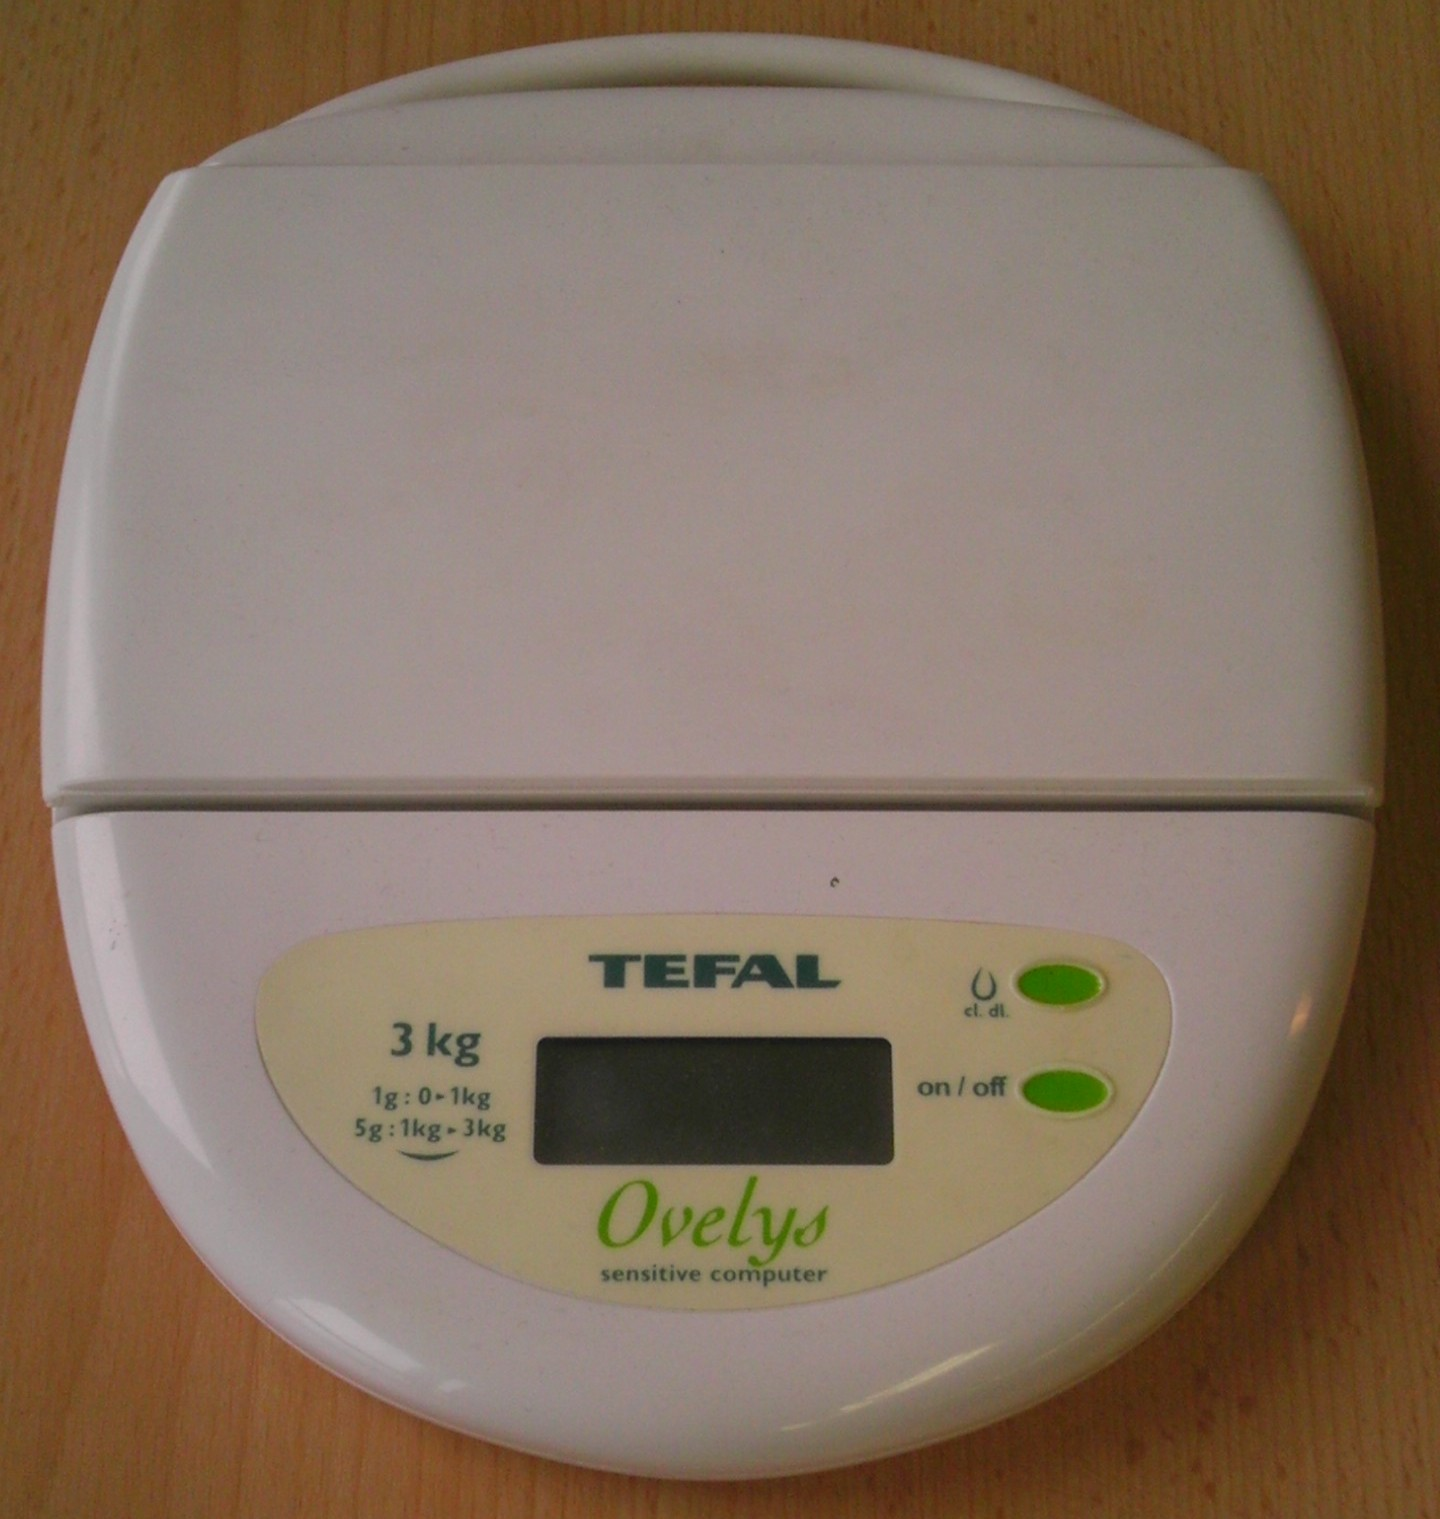 TEFAL
cl. dl.
3 kg
1g : 0 ▸ 1kg
5g : 1kg ▸ 3kg
on / off
Ovelys
sensitive computer